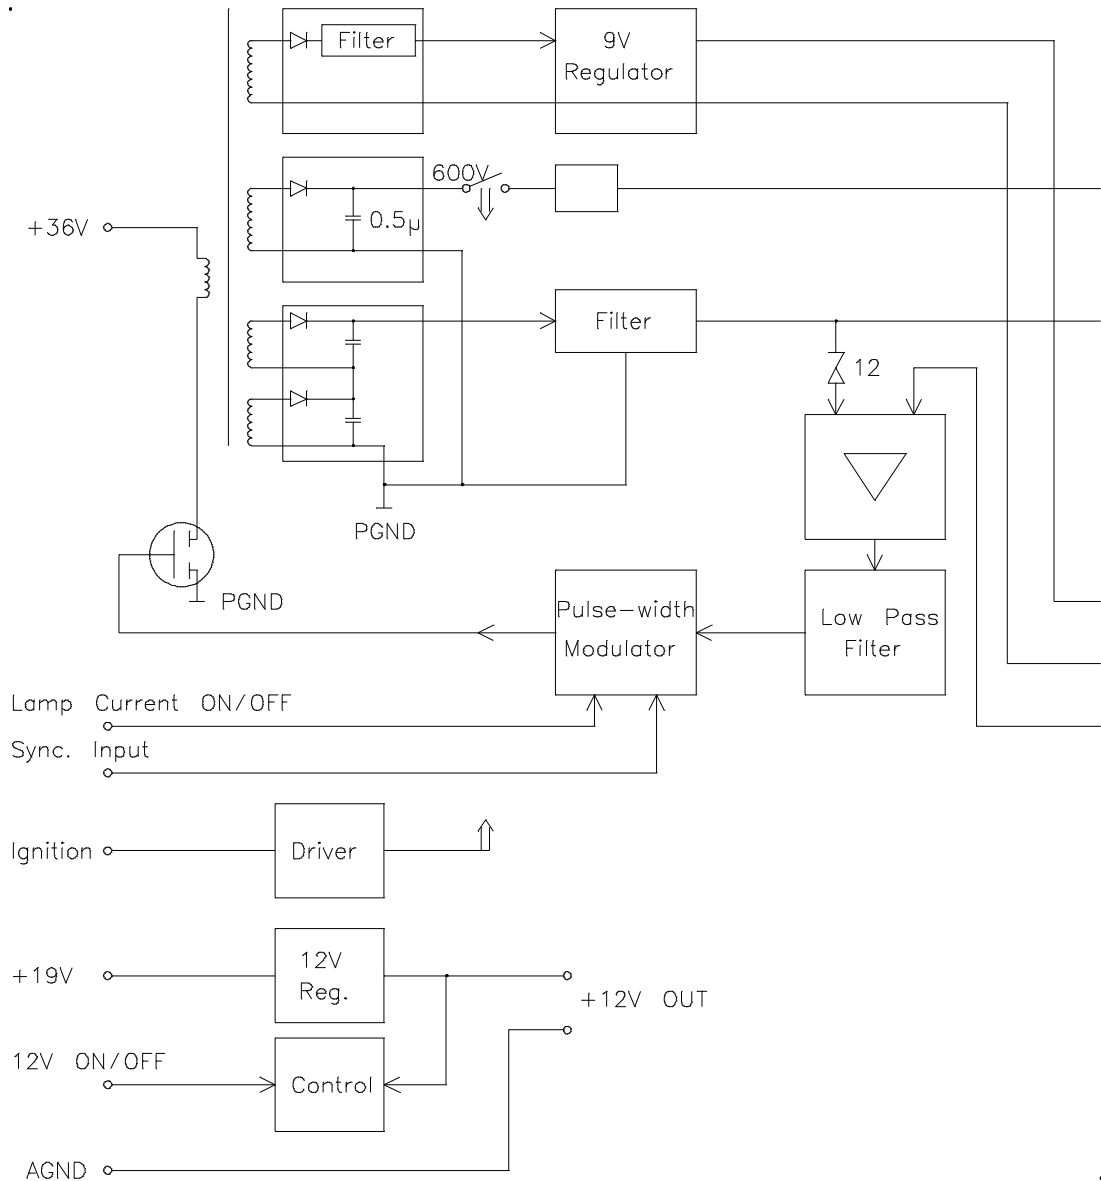 Filter
9V
Regulator
600V
0.5μ
+36V
Filter
12
PGND
PGND
Pulse-width
Modulator
Low Pass
Filter
Lamp Current ON/OFF
Sync. Input
Ignition
Driver
+19V
12V
Reg.
+12V OUT
12V ON/OFF
Control
AGND